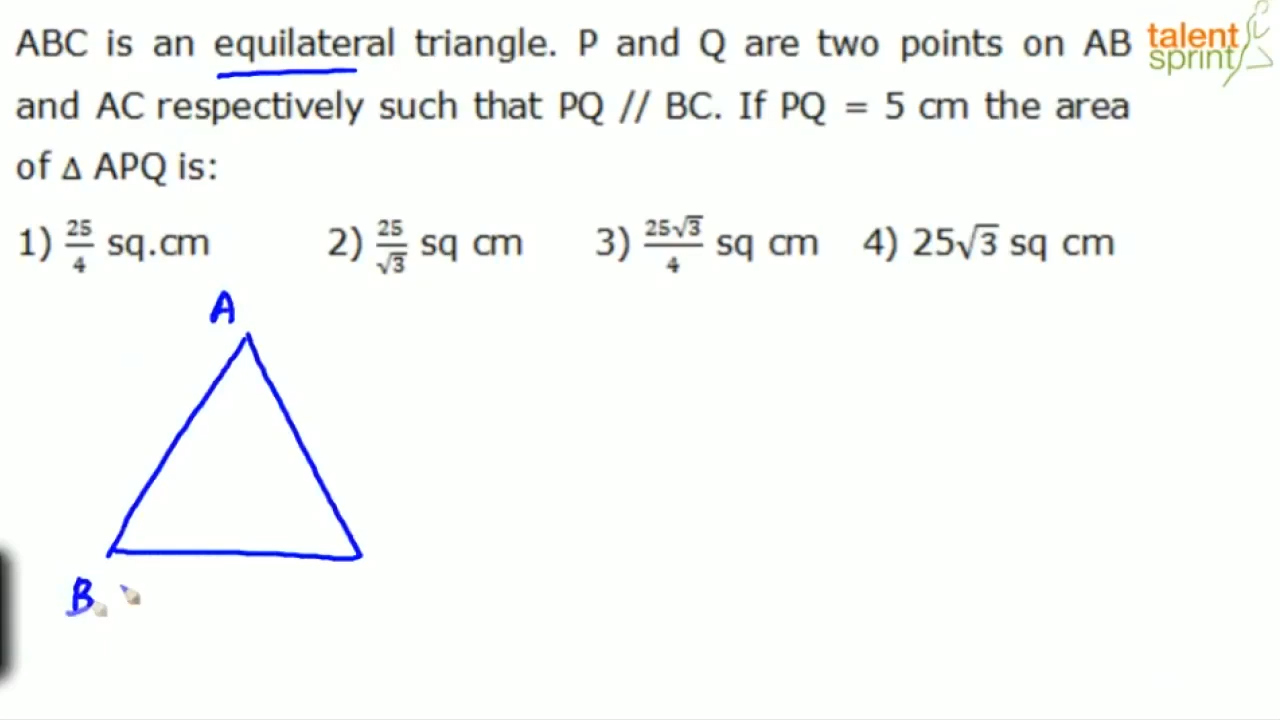 ABC is an equilateral triangle. P and Q are two points on AB
talent
sprint
and AC respectively such that PQ // BC. If PQ = 5 cm the area
of Δ APQ is:
1) 25/4 sq.cm 2) 25/√3 sq cm 3) 25√3/4 sq cm 4) 25√3 sq cm
A
B